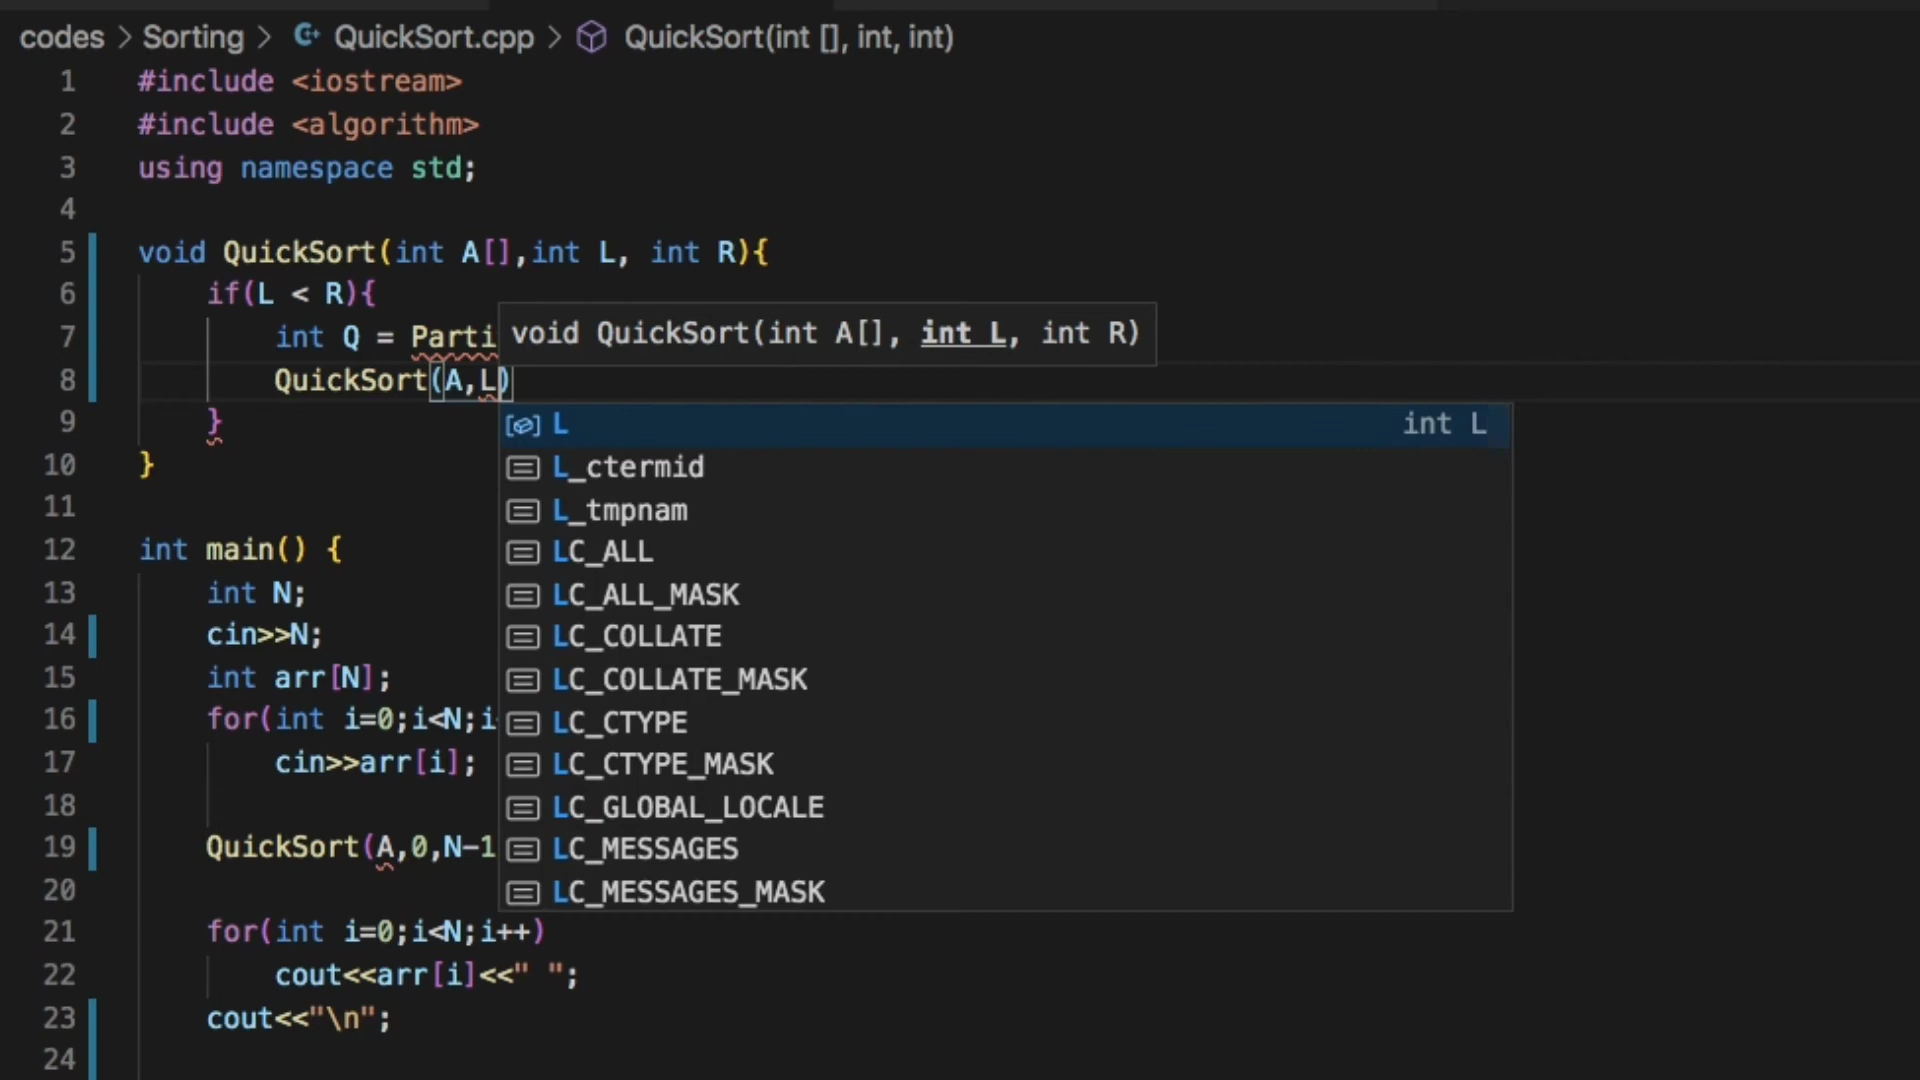 codes > Sorting > QuickSort.cpp > QuickSort(int [], int, int)
1 #include <iostream>
2 #include <algorithm>
3 using namespace std;
4
5 void QuickSort(int A[],int L, int R){
6 if(L < R){
7 int Q = Parti
void QuickSort(int A[], int L, int R)
8 QuickSort(A,L)
9 }
L int L
L_ctermid
10 }
L_tmpnam
11
12 int main() {
LC_ALL
13 int N;
LC_ALL_MASK
14 cin>>N;
LC_COLLATE
15 int arr[N];
LC_COLLATE_MASK
16 for(int i=0;i<N;i
LC_CTYPE
17 cin>>arr[i];
LC_CTYPE_MASK
18
LC_GLOBAL_LOCALE
19 QuickSort(A,0,N-1
LC_MESSAGES
20
LC_MESSAGES_MASK
21 for(int i=0;i<N;i++)
22 cout<<arr[i]<<" ";
23 cout<<"\n";
24